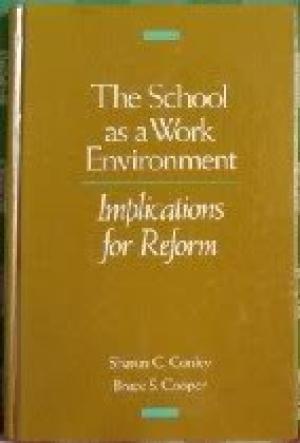 The School
as a Work
Environment
Implications
for Reform
Sharon C. Conley
Bruce S. Cooper